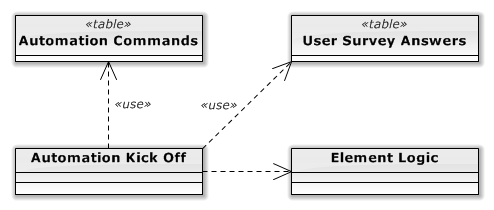 «table»
Automation Commands
«table»
User Survey Answers
«use»
«use»
Automation Kick Off
Element Logic